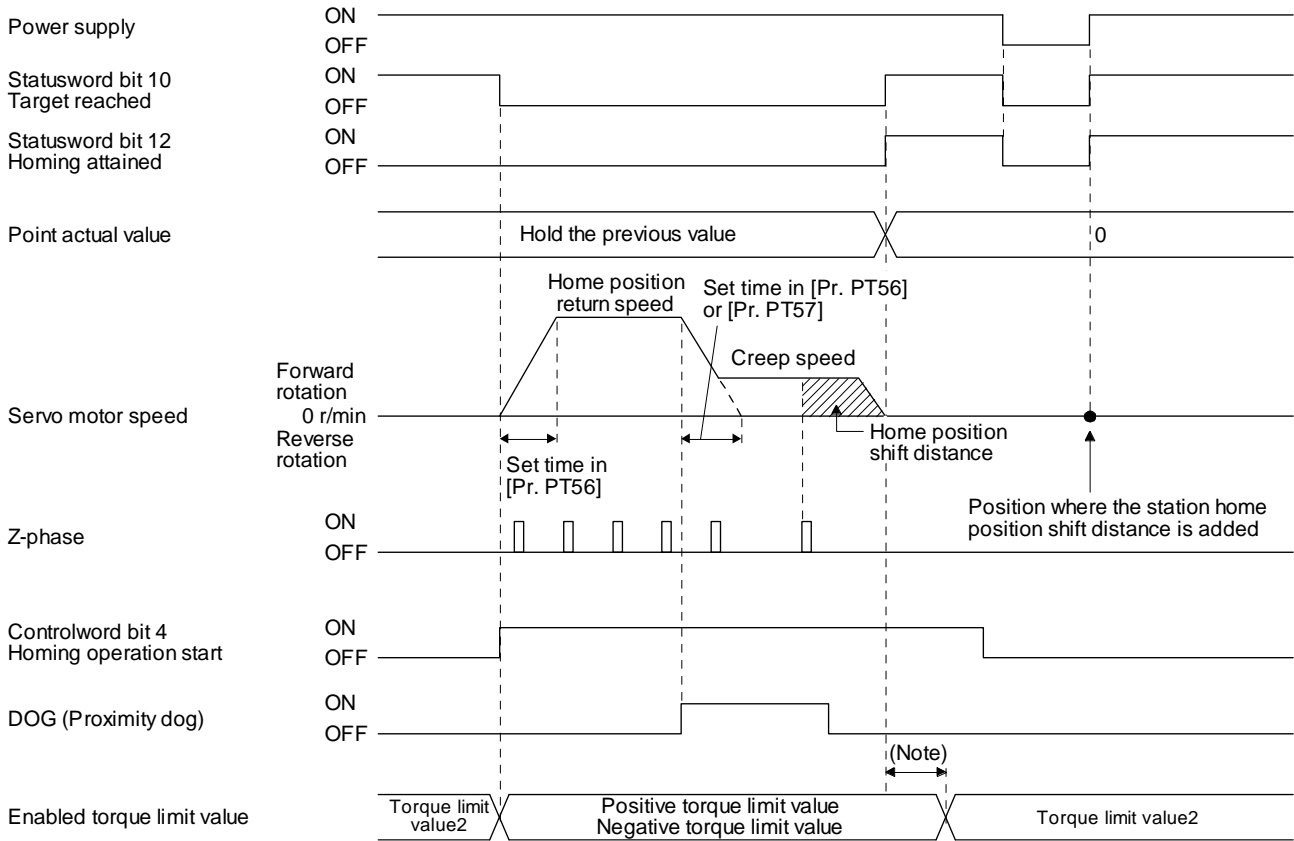 Power supply
ON
OFF
Statusword bit 10
Target reached
ON
OFF
Statusword bit 12
Homing attained
ON
OFF
Point actual value
Hold the previous value
0
Home position
return speed
Set time in [Pr. PT56]
or [Pr. PT57]
Creep speed
Servo motor speed
Forward
rotation
0 r/min
Reverse
rotation
Set time in
[Pr. PT56]
Home position
shift distance
Position where the station home
position shift distance is added
Z-phase
ON
OFF
Controlword bit 4
Homing operation start
ON
OFF
DOG (Proximity dog)
ON
OFF
(Note)
Enabled torque limit value
Torque limit
value2
Positive torque limit value
Negative torque limit value
Torque limit value2